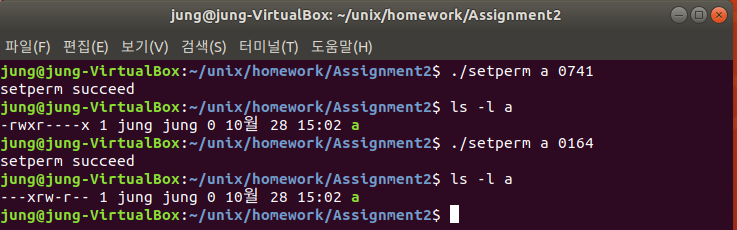 jung@jung-VirtualBox: ~/unix/homework/Assignment2
파일(F) 편집(E) 보기(V) 검색(S) 터미널(T) 도움말(H)
jung@jung-VirtualBox:~/unix/homework/Assignment2$ ./setperm a 0741
setperm succeed
jung@jung-VirtualBox:~/unix/homework/Assignment2$ ls -l a
-rwxr----x 1 jung jung 0 10월 28 15:02 a
jung@jung-VirtualBox:~/unix/homework/Assignment2$ ./setperm a 0164
setperm succeed
jung@jung-VirtualBox:~/unix/homework/Assignment2$ ls -l a
---xrw-r-- 1 jung jung 0 10월 28 15:02 a
jung@jung-VirtualBox:~/unix/homework/Assignment2$